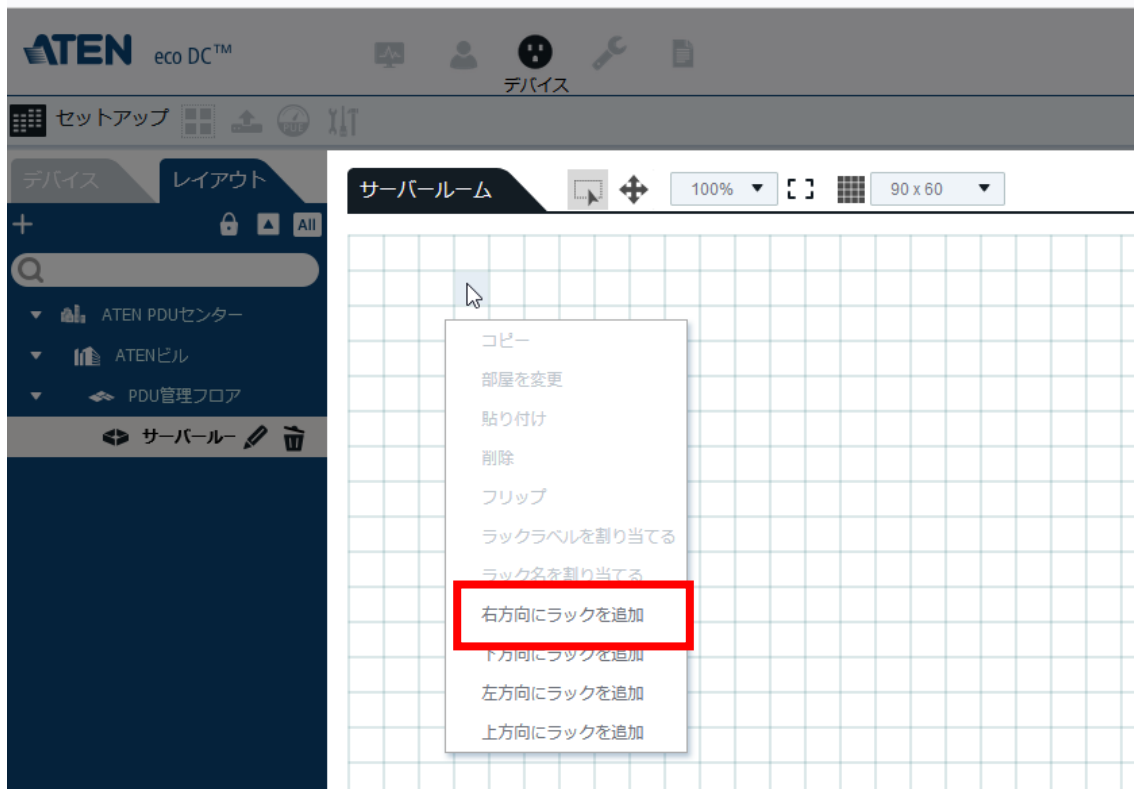 ATEN eco DC™
デバイス
セットアップ
デバイス レイアウト
All
サーバールーム 100% 90 x 60
ATEN PDUセンター
ATENビル
PDU管理フロア
サーバールー
コピー
部屋を変更
貼り付け
削除
フリップ
ラックラベルを割り当てる
ラック名を割り当てる
右方向にラックを追加
下方向にラックを追加
左方向にラックを追加
上方向にラックを追加